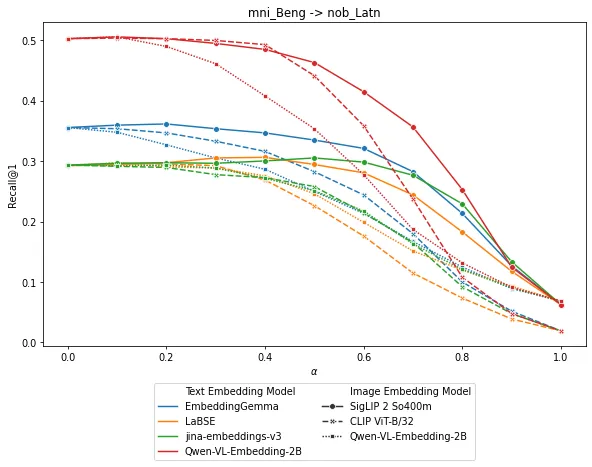 mni_Beng -> nob_Latn
Recall@1
0.5
0.4
0.3
0.2
0.1
0.0
0.0 0.2 0.4 0.6 0.8 1.0
α
Text Embedding Model Image Embedding Model
EmbeddingGemma SigLIP 2 So400m
LaBSE CLIP ViT-B/32
jina-embeddings-v3 Qwen-VL-Embedding-2B
Qwen-VL-Embedding-2B